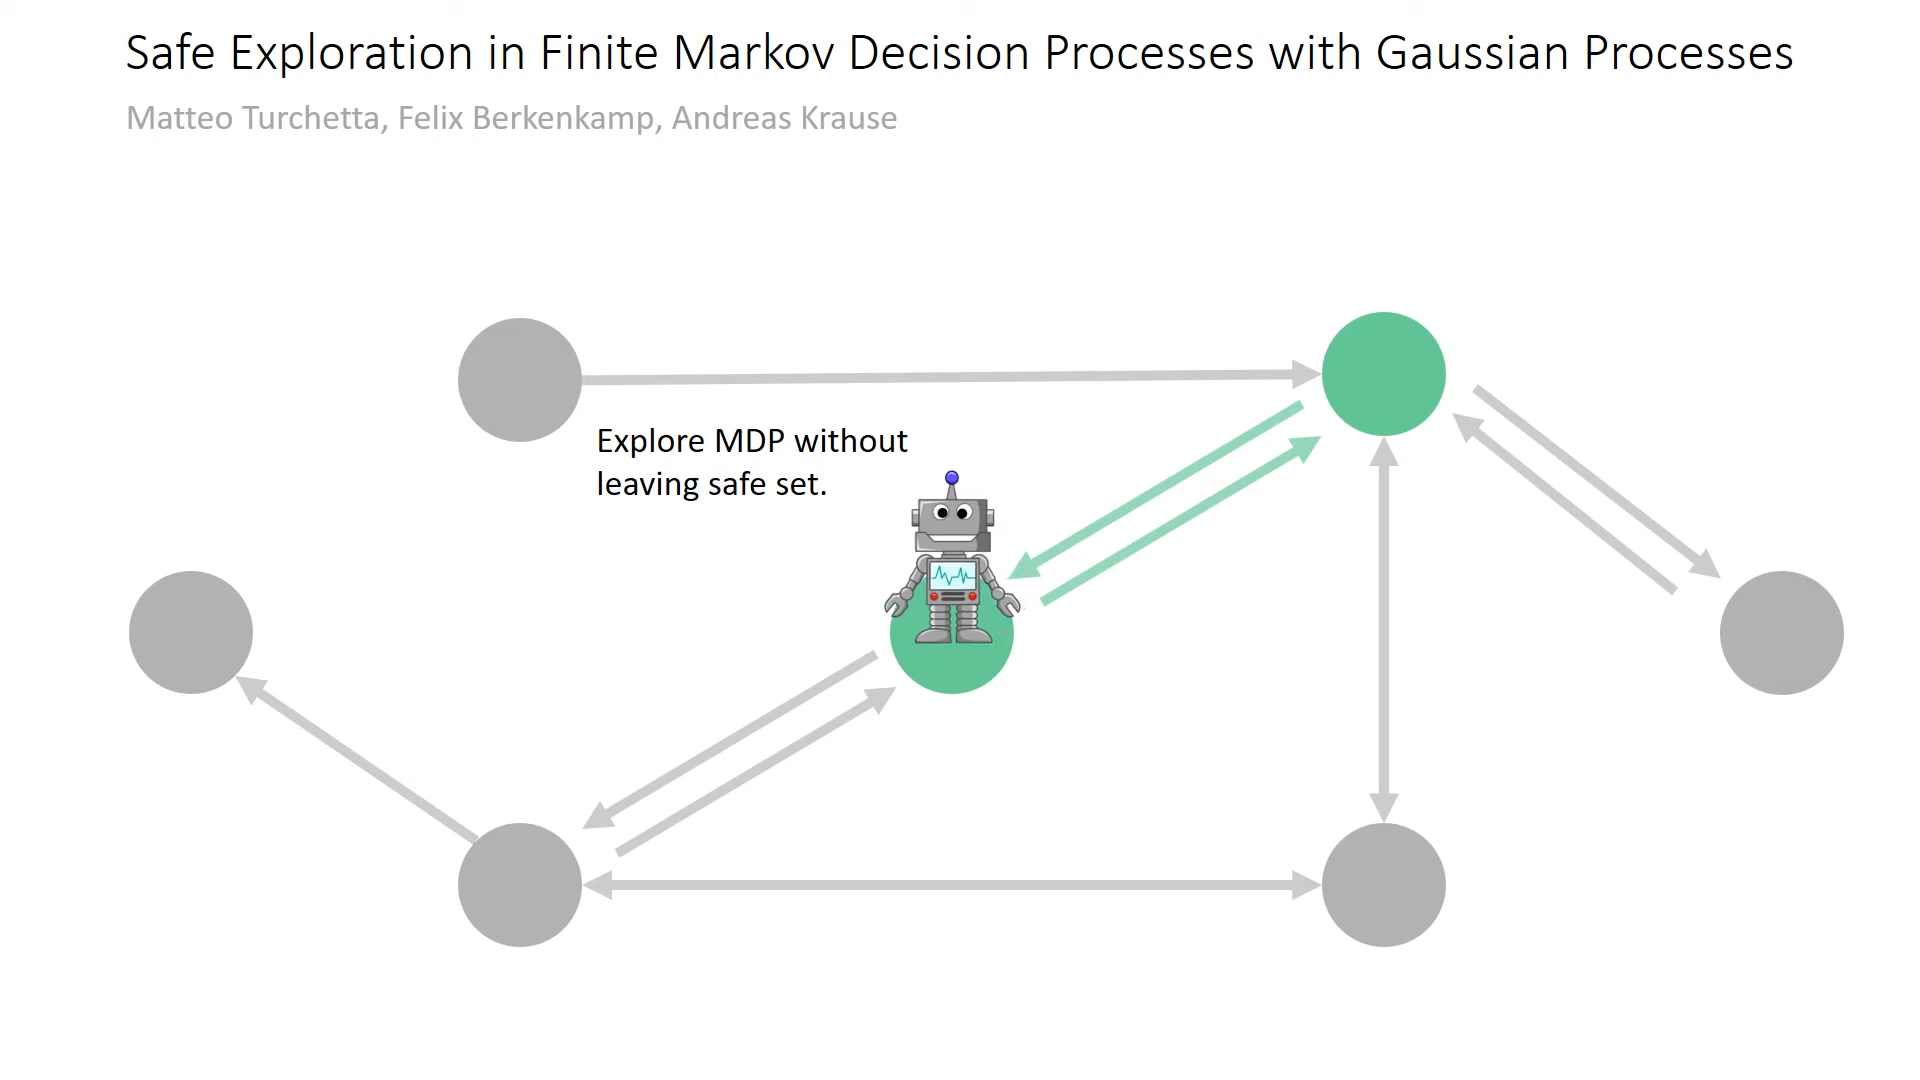 Safe Exploration in Finite Markov Decision Processes with Gaussian Processes
Matteo Turchetta, Felix Berkenkamp, Andreas Krause
Explore MDP without
leaving safe set.